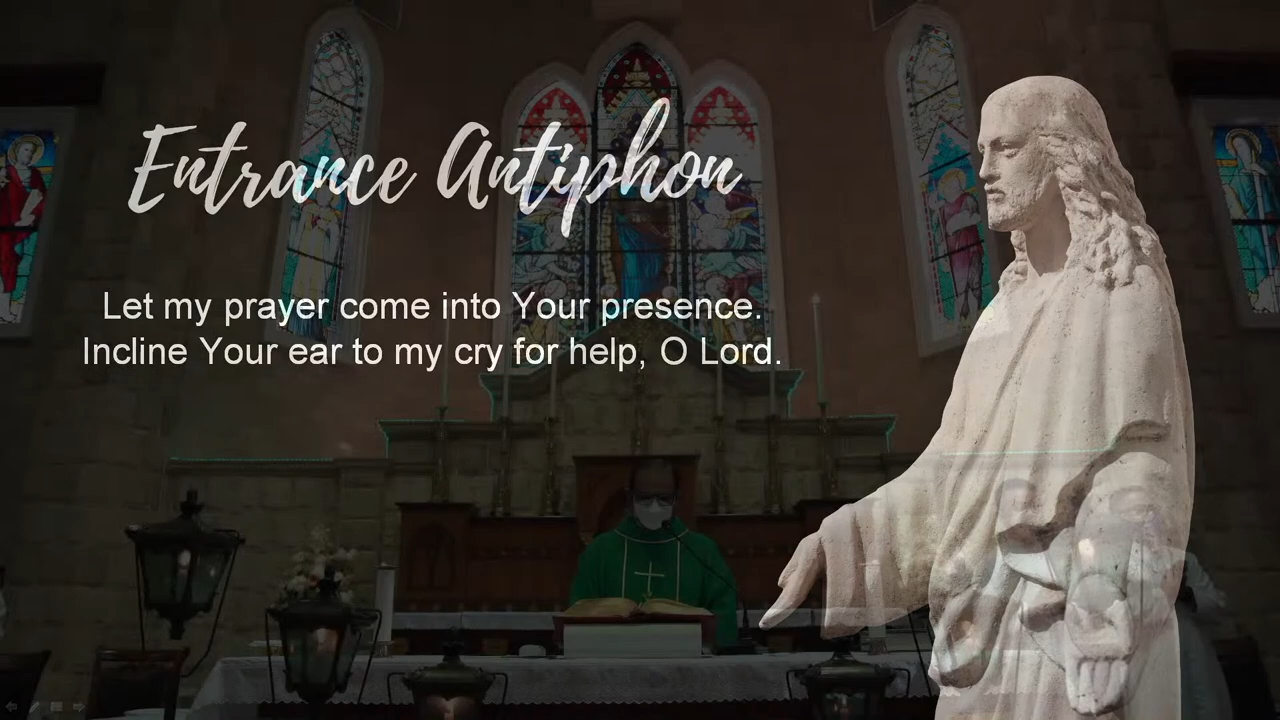 Entrance Antiphon
Let my prayer come into Your presence.
Incline Your ear to my cry for help, O Lord.